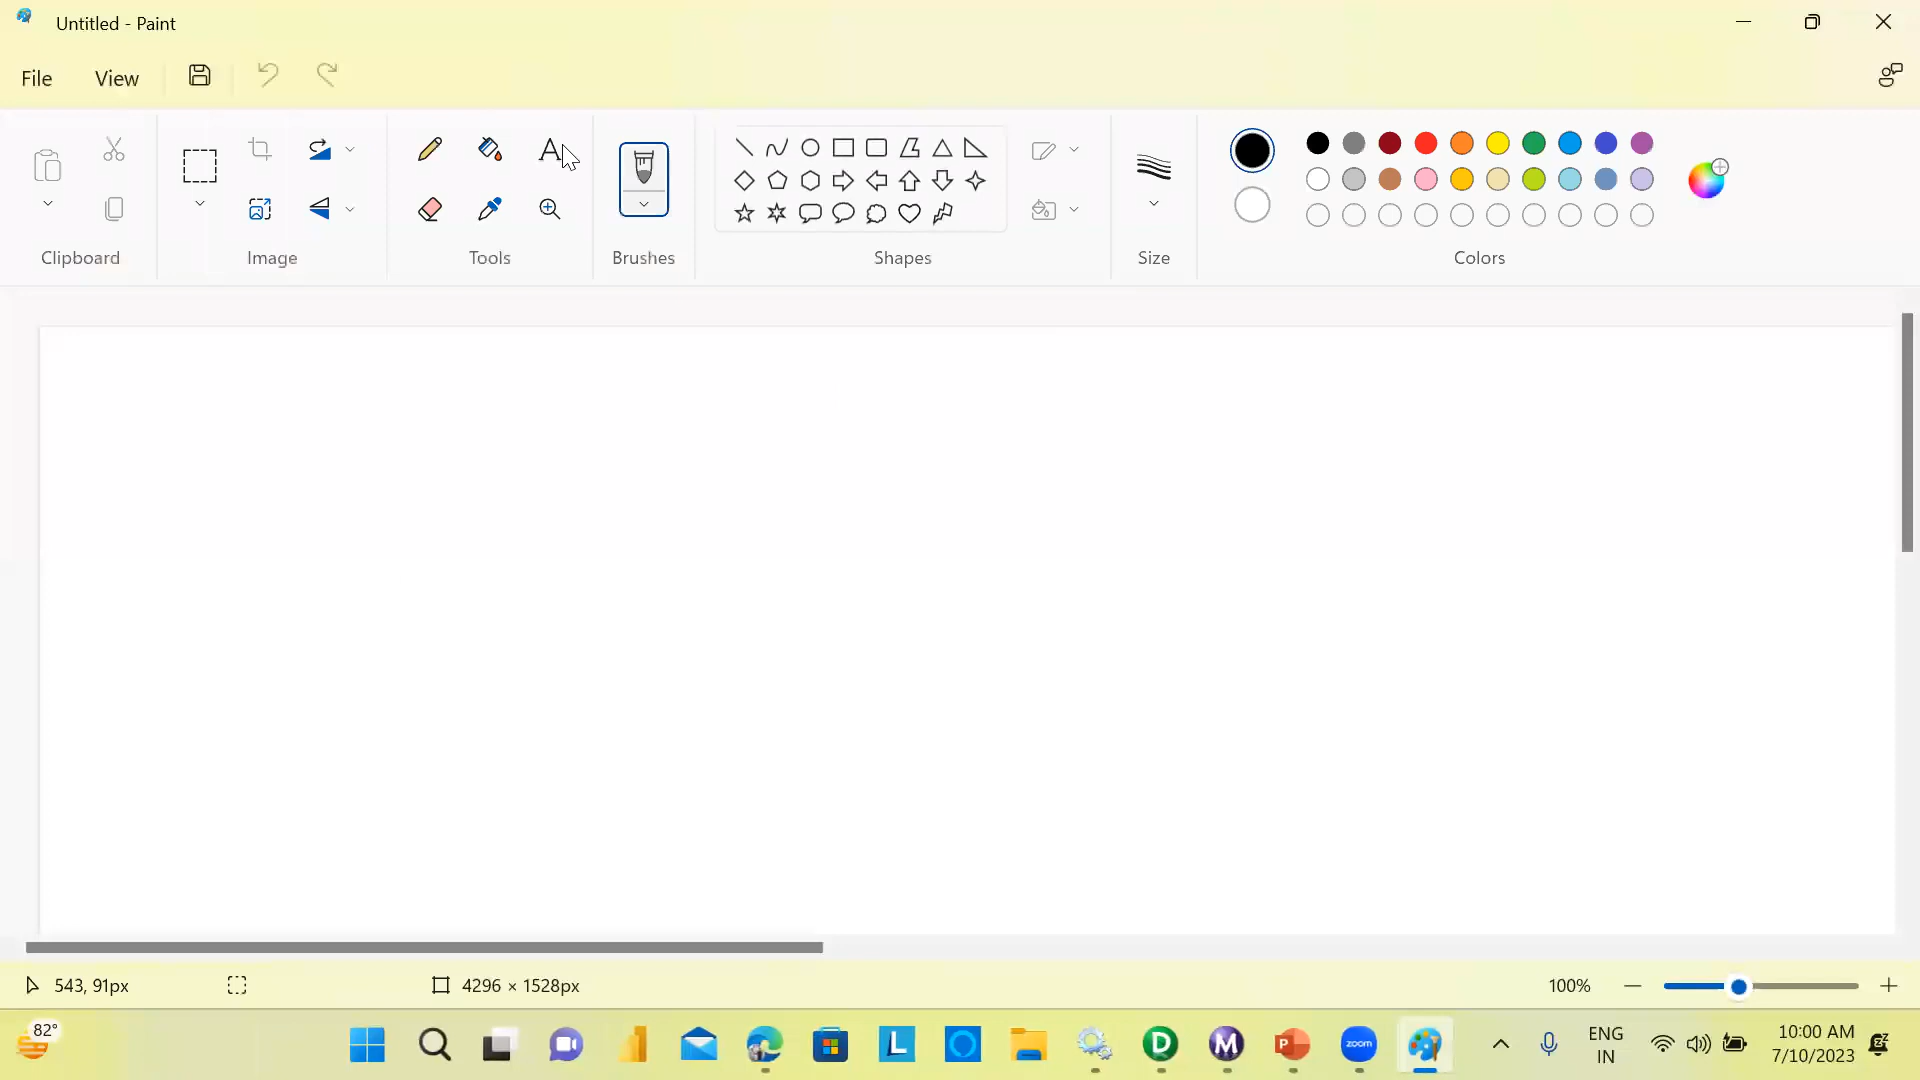 Untitled - Paint
File View
Clipboard Image Tools Brushes Shapes Size Colors
543, 91px 4296 × 1528px 100%
82° L D M P zoom ENG 10:00 AM
IN 7/10/2023